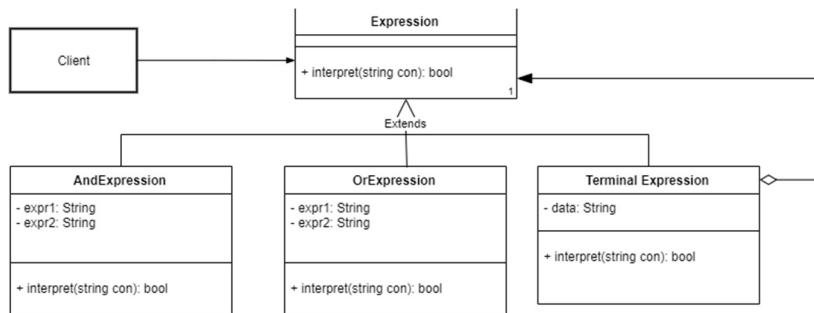 Expression
Client
+ interpret(string con): bool
1
Extends
AndExpression
- expr1: String
- expr2: String
+ interpret(string con): bool
OrExpression
- expr1: String
- expr2: String
+ interpret(string con): bool
Terminal Expression
- data: String
+ interpret(string con): bool